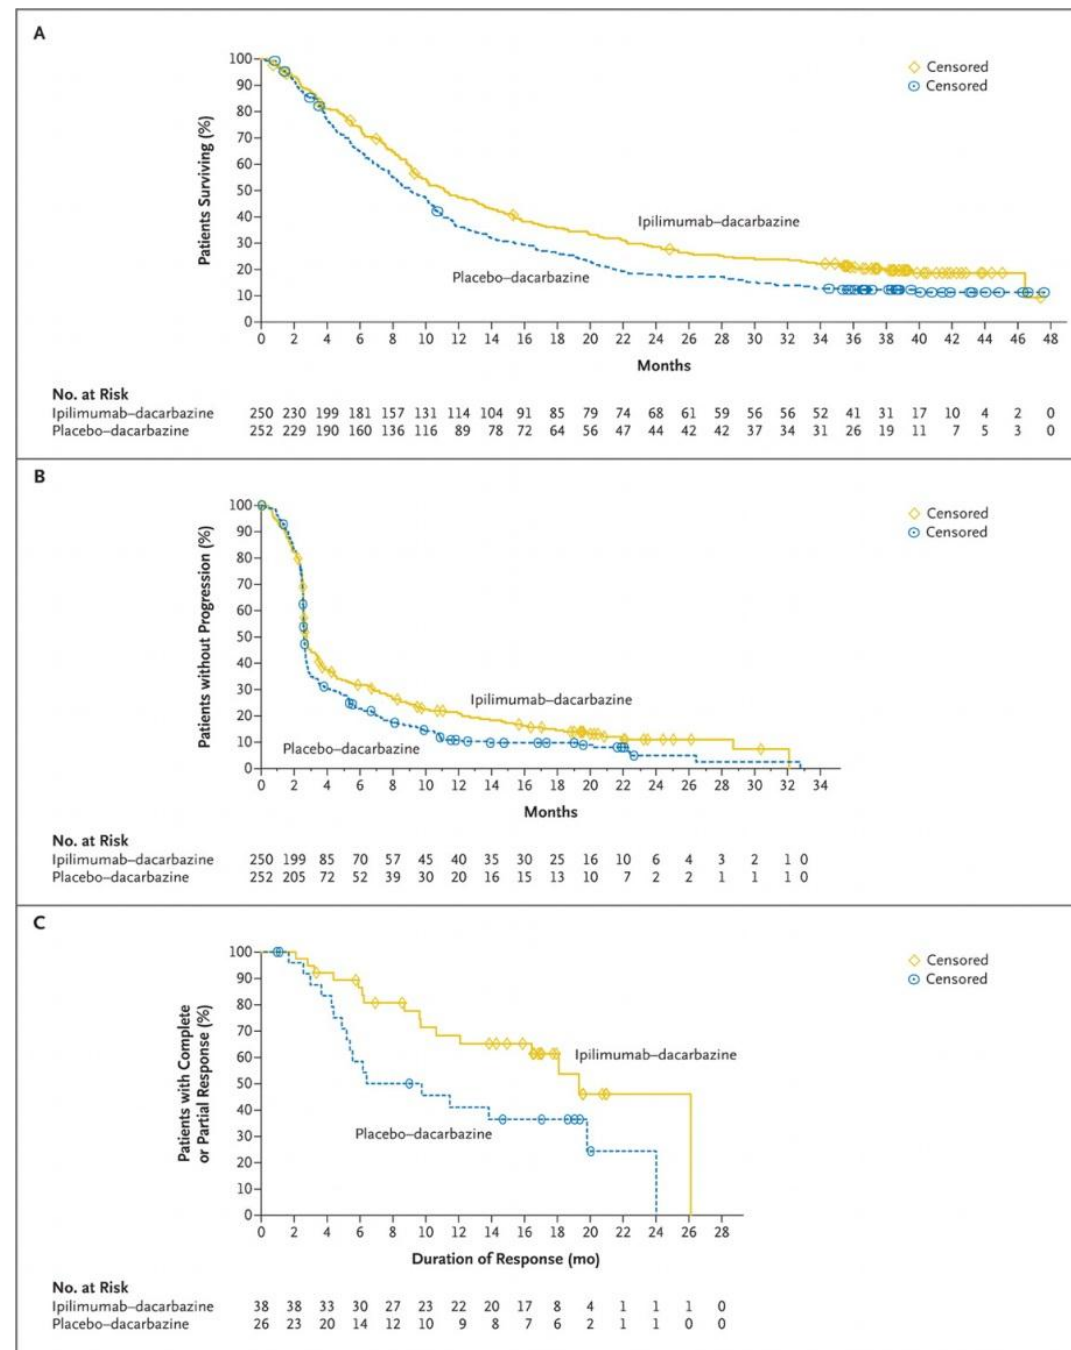 A
100
90
80
70
60
50
40
30
20
10
0
Patients Surviving (%)
Censored
Censored
Ipilimumab–dacarbazine
Placebo–dacarbazine
0 2 4 6 8 10 12 14 16 18 20 22 24 26 28 30 32 34 36 38 40 42 44 46 48
Months
No. at Risk
Ipilimumab–dacarbazine 250 230 199 181 157 131 114 104 91 85 79 74 68 61 59 56 56 52 41 31 17 10 4 2 0
Placebo–dacarbazine 252 229 190 160 136 116 89 78 72 64 56 47 44 42 42 37 34 31 26 19 11 7 5 3 0
B
100
90
80
70
60
50
40
30
20
10
0
Patients without Progression (%)
Censored
Censored
Ipilimumab–dacarbazine
Placebo–dacarbazine
0 2 4 6 8 10 12 14 16 18 20 22 24 26 28 30 32 34
Months
No. at Risk
Ipilimumab–dacarbazine 250 199 85 70 57 45 40 35 30 25 16 10 6 4 3 2 1 0
Placebo–dacarbazine 252 205 72 52 39 30 20 16 15 13 10 7 2 2 1 1 1 0
C
100
90
80
70
60
50
40
30
20
10
0
Patients with Complete
or Partial Response (%)
Censored
Censored
Ipilimumab–dacarbazine
Placebo–dacarbazine
0 2 4 6 8 10 12 14 16 18 20 22 24 26 28
Duration of Response (mo)
No. at Risk
Ipilimumab–dacarbazine 38 38 33 30 27 23 22 20 17 8 4 1 1 1 0
Placebo–dacarbazine 26 23 20 14 12 10 9 8 7 6 2 1 1 0 0